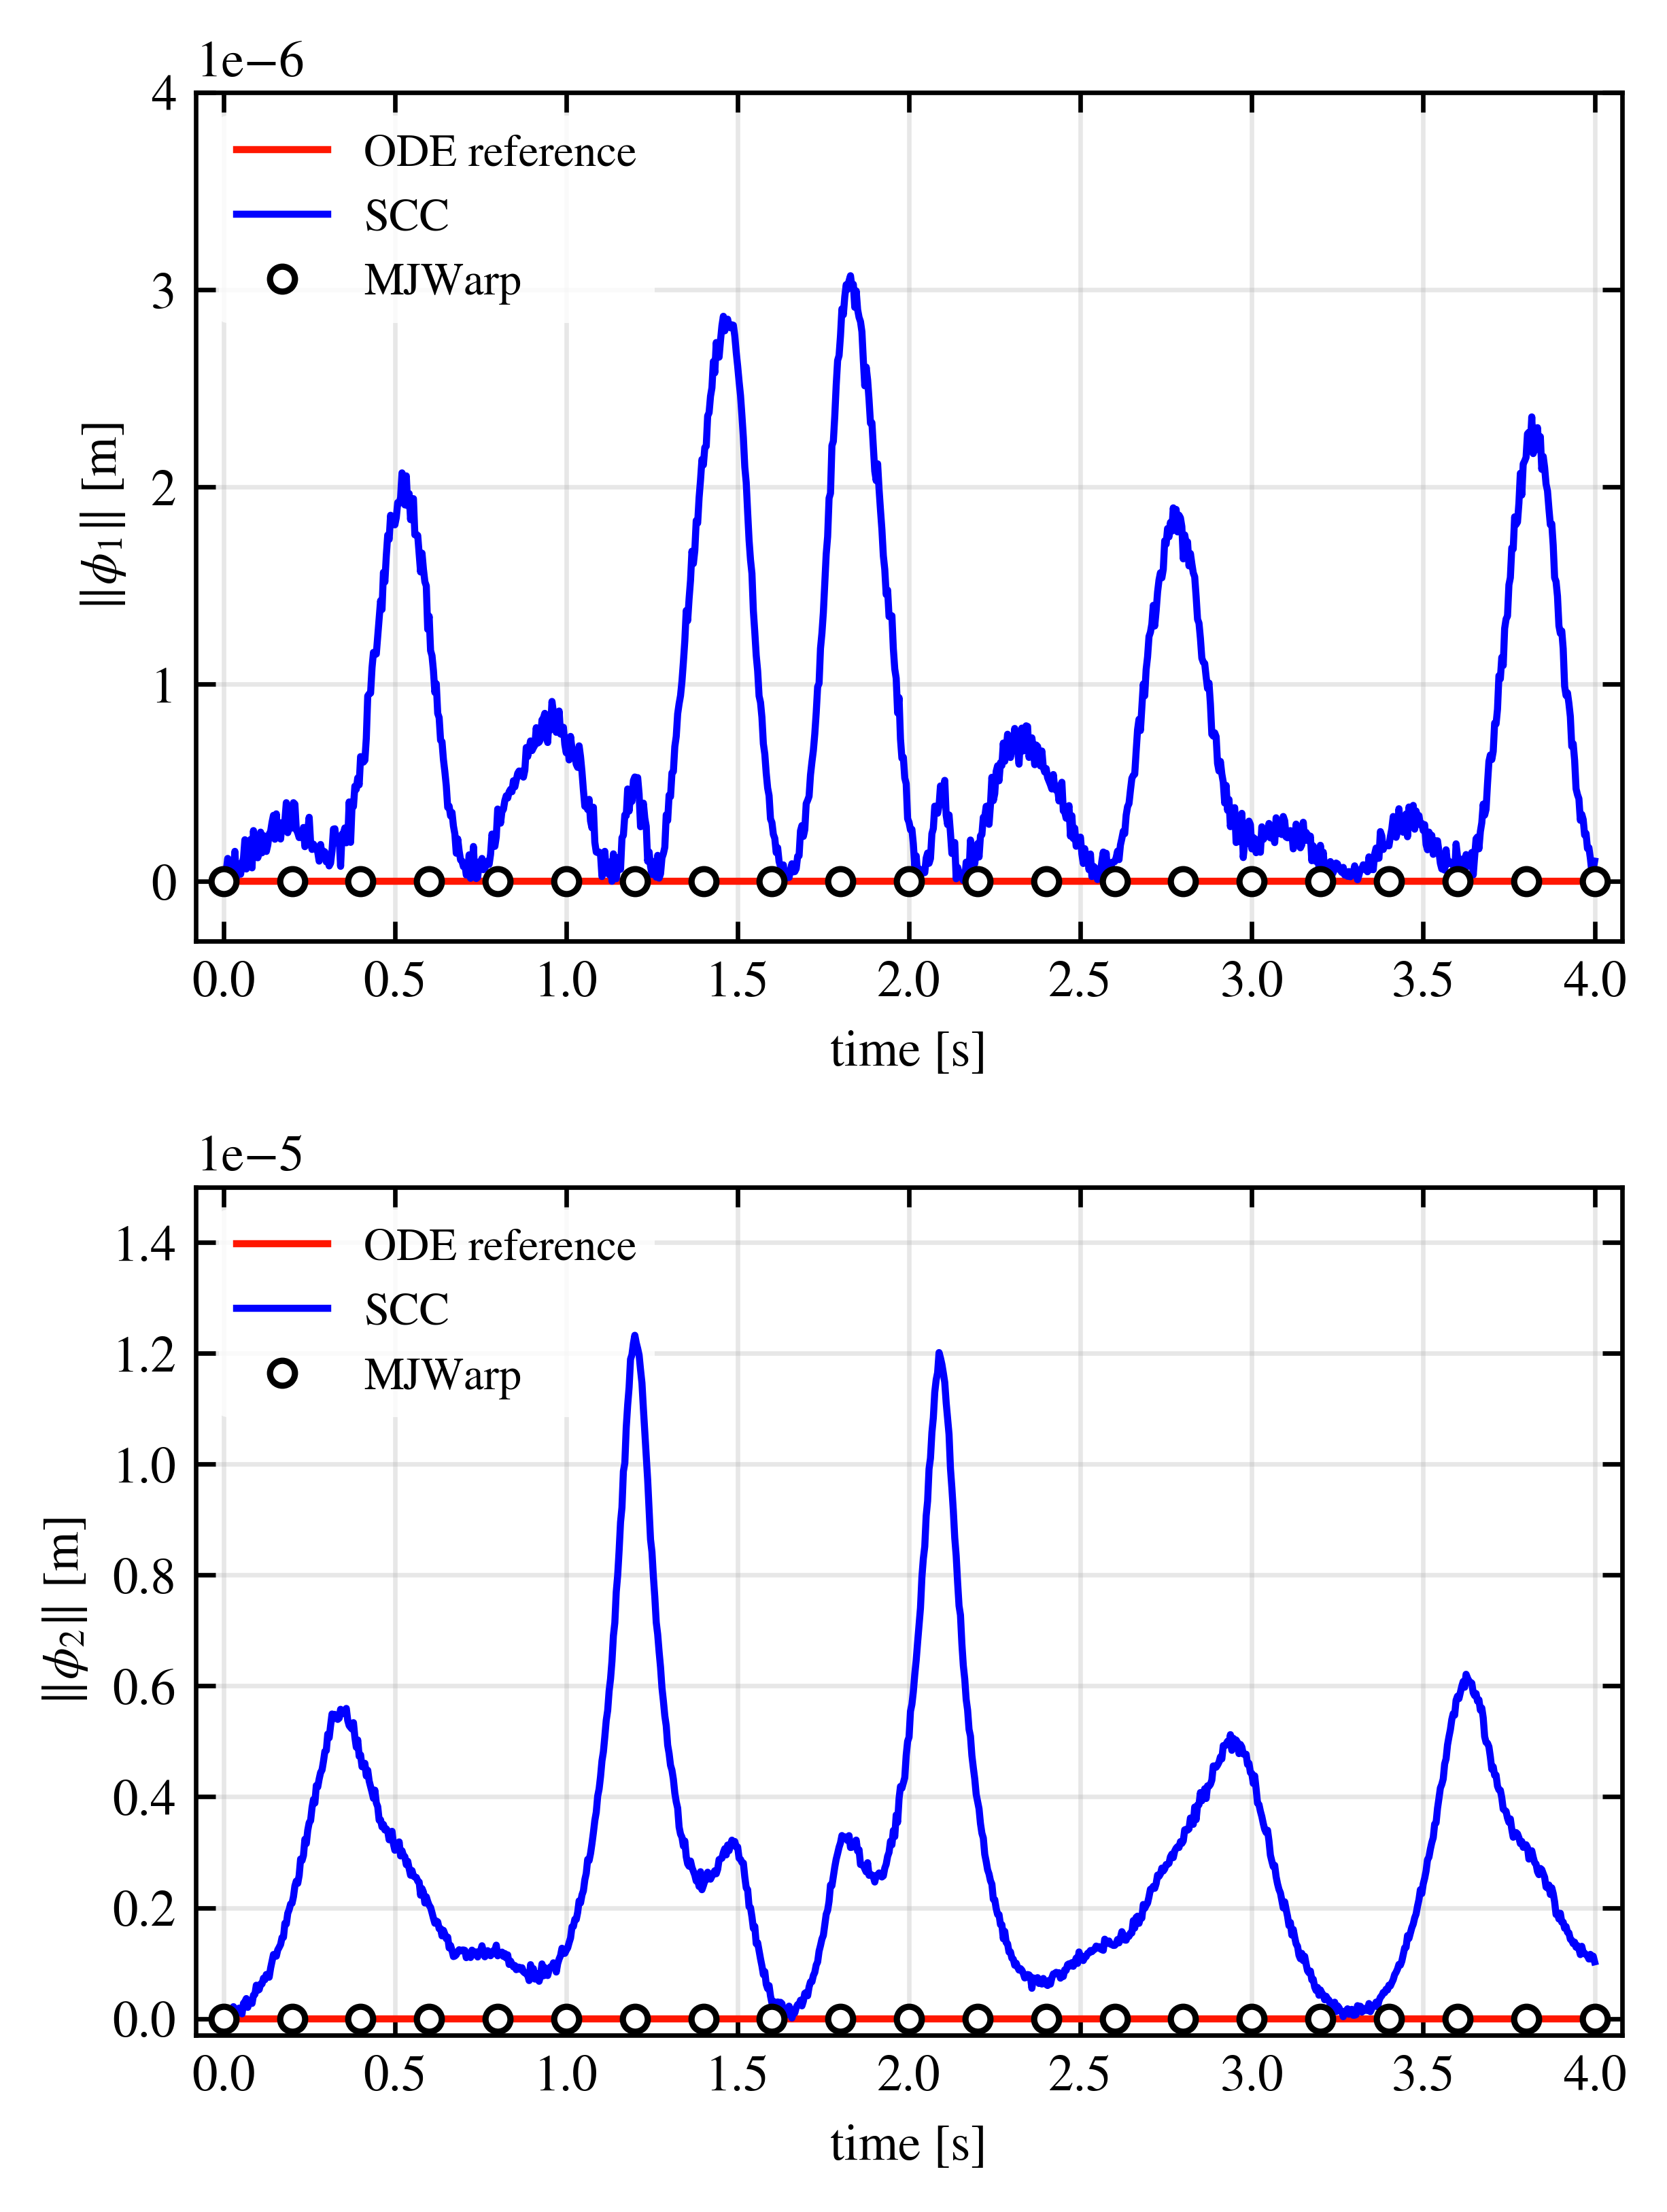 1e−6
4
3
2
1
0
||ϕ1|| [m]
ODE reference
SCC
MJWarp
0.0 0.5 1.0 1.5 2.0 2.5 3.0 3.5 4.0
time [s]
1e−5
1.4
1.2
1.0
0.8
0.6
0.4
0.2
0.0
||ϕ2|| [m]
ODE reference
SCC
MJWarp
0.0 0.5 1.0 1.5 2.0 2.5 3.0 3.5 4.0
time [s]